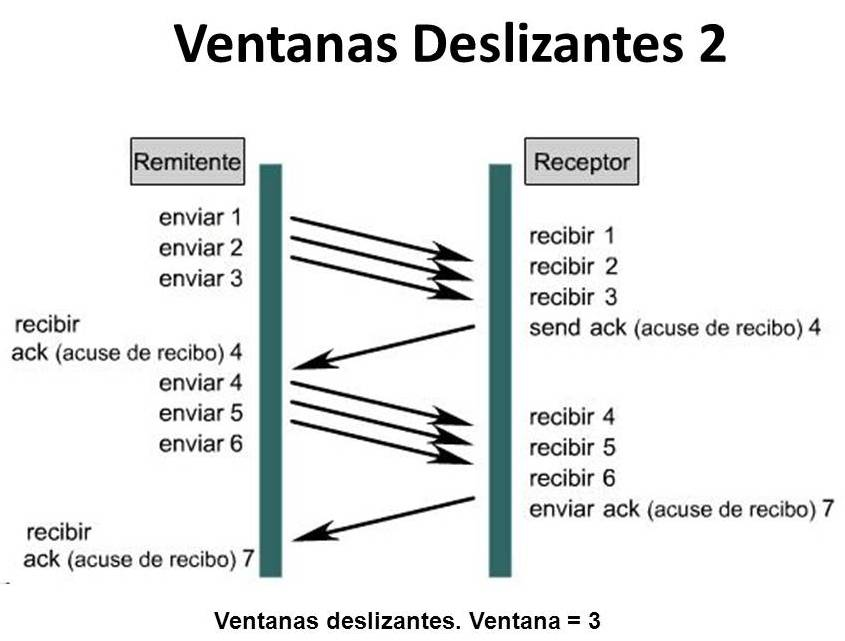 Ventanas Deslizantes 2
Remitente
enviar 1
enviar 2
enviar 3
recibir
ack (acuse de recibo) 4
enviar 4
enviar 5
enviar 6
recibir
ack (acuse de recibo) 7
Receptor
recibir 1
recibir 2
recibir 3
send ack (acuse de recibo) 4
recibir 4
recibir 5
recibir 6
enviar ack (acuse de recibo) 7
Ventanas deslizantes. Ventana = 3